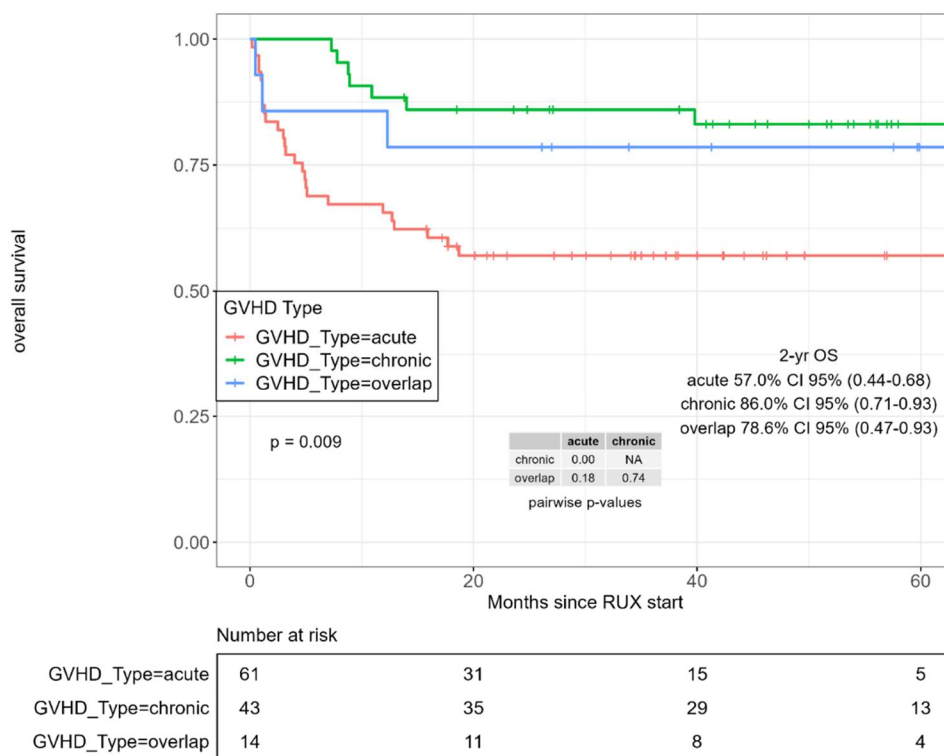 overall survival
1.00
0.75
0.50
0.25
0.00
GVHD Type
GVHD_Type=acute
GVHD_Type=chronic
GVHD_Type=overlap
2-yr OS
acute 57.0% CI 95% (0.44-0.68)
chronic 86.0% CI 95% (0.71-0.93)
overlap 78.6% CI 95% (0.47-0.93)
p = 0.009
acute chronic
chronic 0.00 NA
overlap 0.18 0.74
pairwise p-values
0 20 40 60
Months since RUX start
Number at risk
GVHD_Type=acute 61 31 15 5
GVHD_Type=chronic 43 35 29 13
GVHD_Type=overlap 14 11 8 4